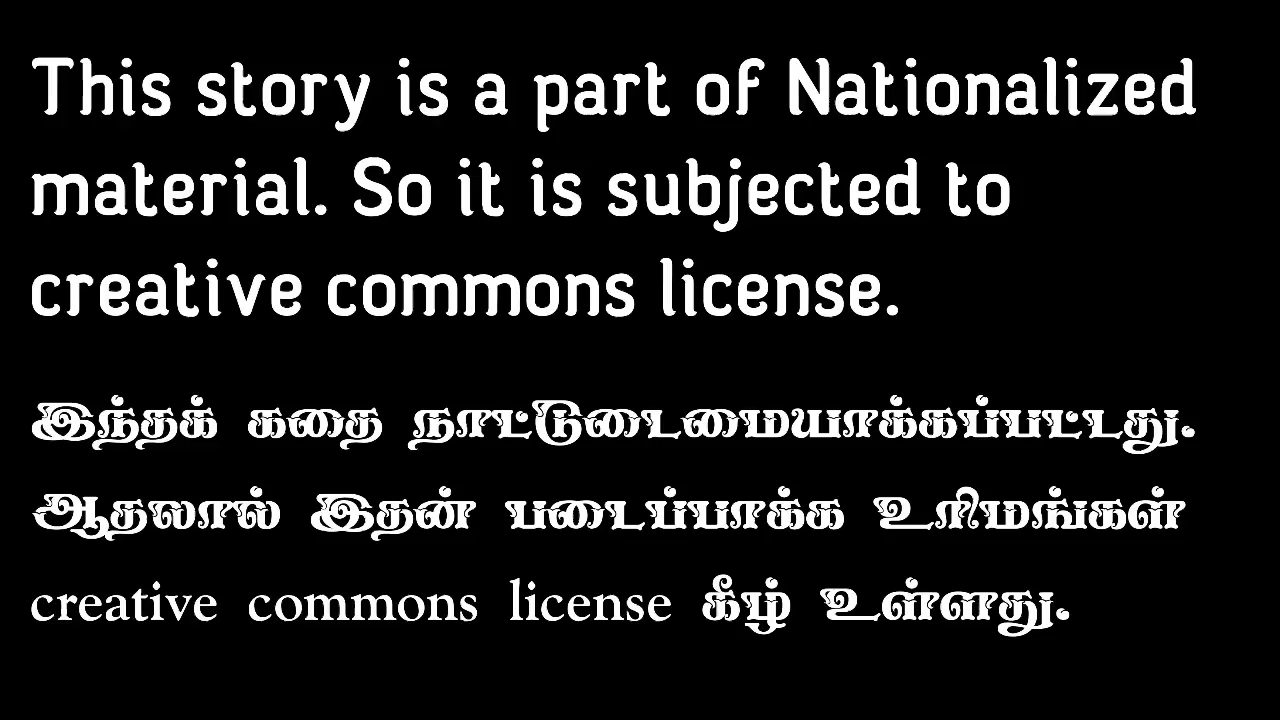 This story is a part of Nationalized
material. So it is subjected to
creative commons license.
இந்தக் கதை நாட்டுடைமையாக்கப்பட்டது.
ஆதலால் இதன் படைப்பாக்க உரிமங்கள்
creative commons license கீழ் உள்ளது.